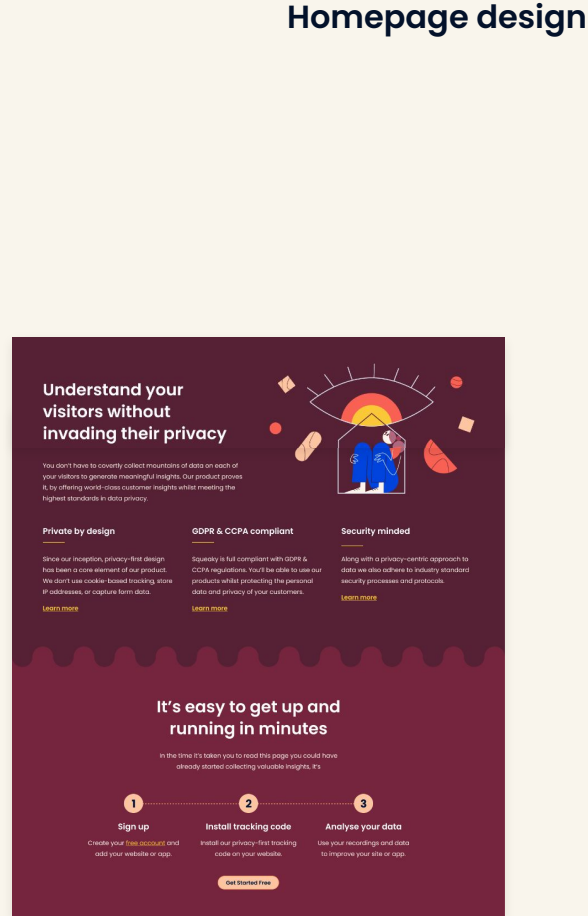 Homepage design
Understand your
visitors without
invading their privacy
You don't have to covertly collect mountains of data on each of
your visitors to generate meaningful insights. Our product proves
it, by offering world-class customer insights whilst meeting the
highest standards in data privacy.
Private by design
Since our inception, privacy-first design
has been a core element of our product.
We don't use cookie-based tracking, store
IP addresses, or capture form data.
Learn more
GDPR & CCPA compliant
Squeaky is full compliant with GDPR &
CCPA regulations. You'll be able to use our
products whilst protecting the personal
data and privacy of your customers.
Learn more
Security minded
Along with a privacy-centric approach to
data we also adhere to industry standard
security processes and protocols.
Learn more
It's easy to get up and
running in minutes
In the time it's taken you to read this page you could have
already started collecting valuable insights, it's
1
Sign up
Create your free account and
add your website or app.
2
Install tracking code
Install our privacy-first tracking
code on your website.
3
Analyse your data
Use your recordings and data
to improve your site or app.
Get Started Free